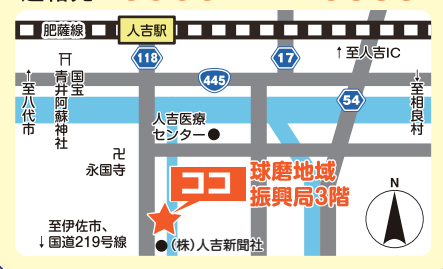 肥薩線
人吉駅
118
17
↑至人吉IC
445
54
↑至八代市
国宝
青井阿蘇神社
↓至相良村
人吉医療
センター●
卍
永国寺
ココ
球磨地域
振興局3階
N
至伊佐市、
↓国道219号線
●(株)人吉新聞社